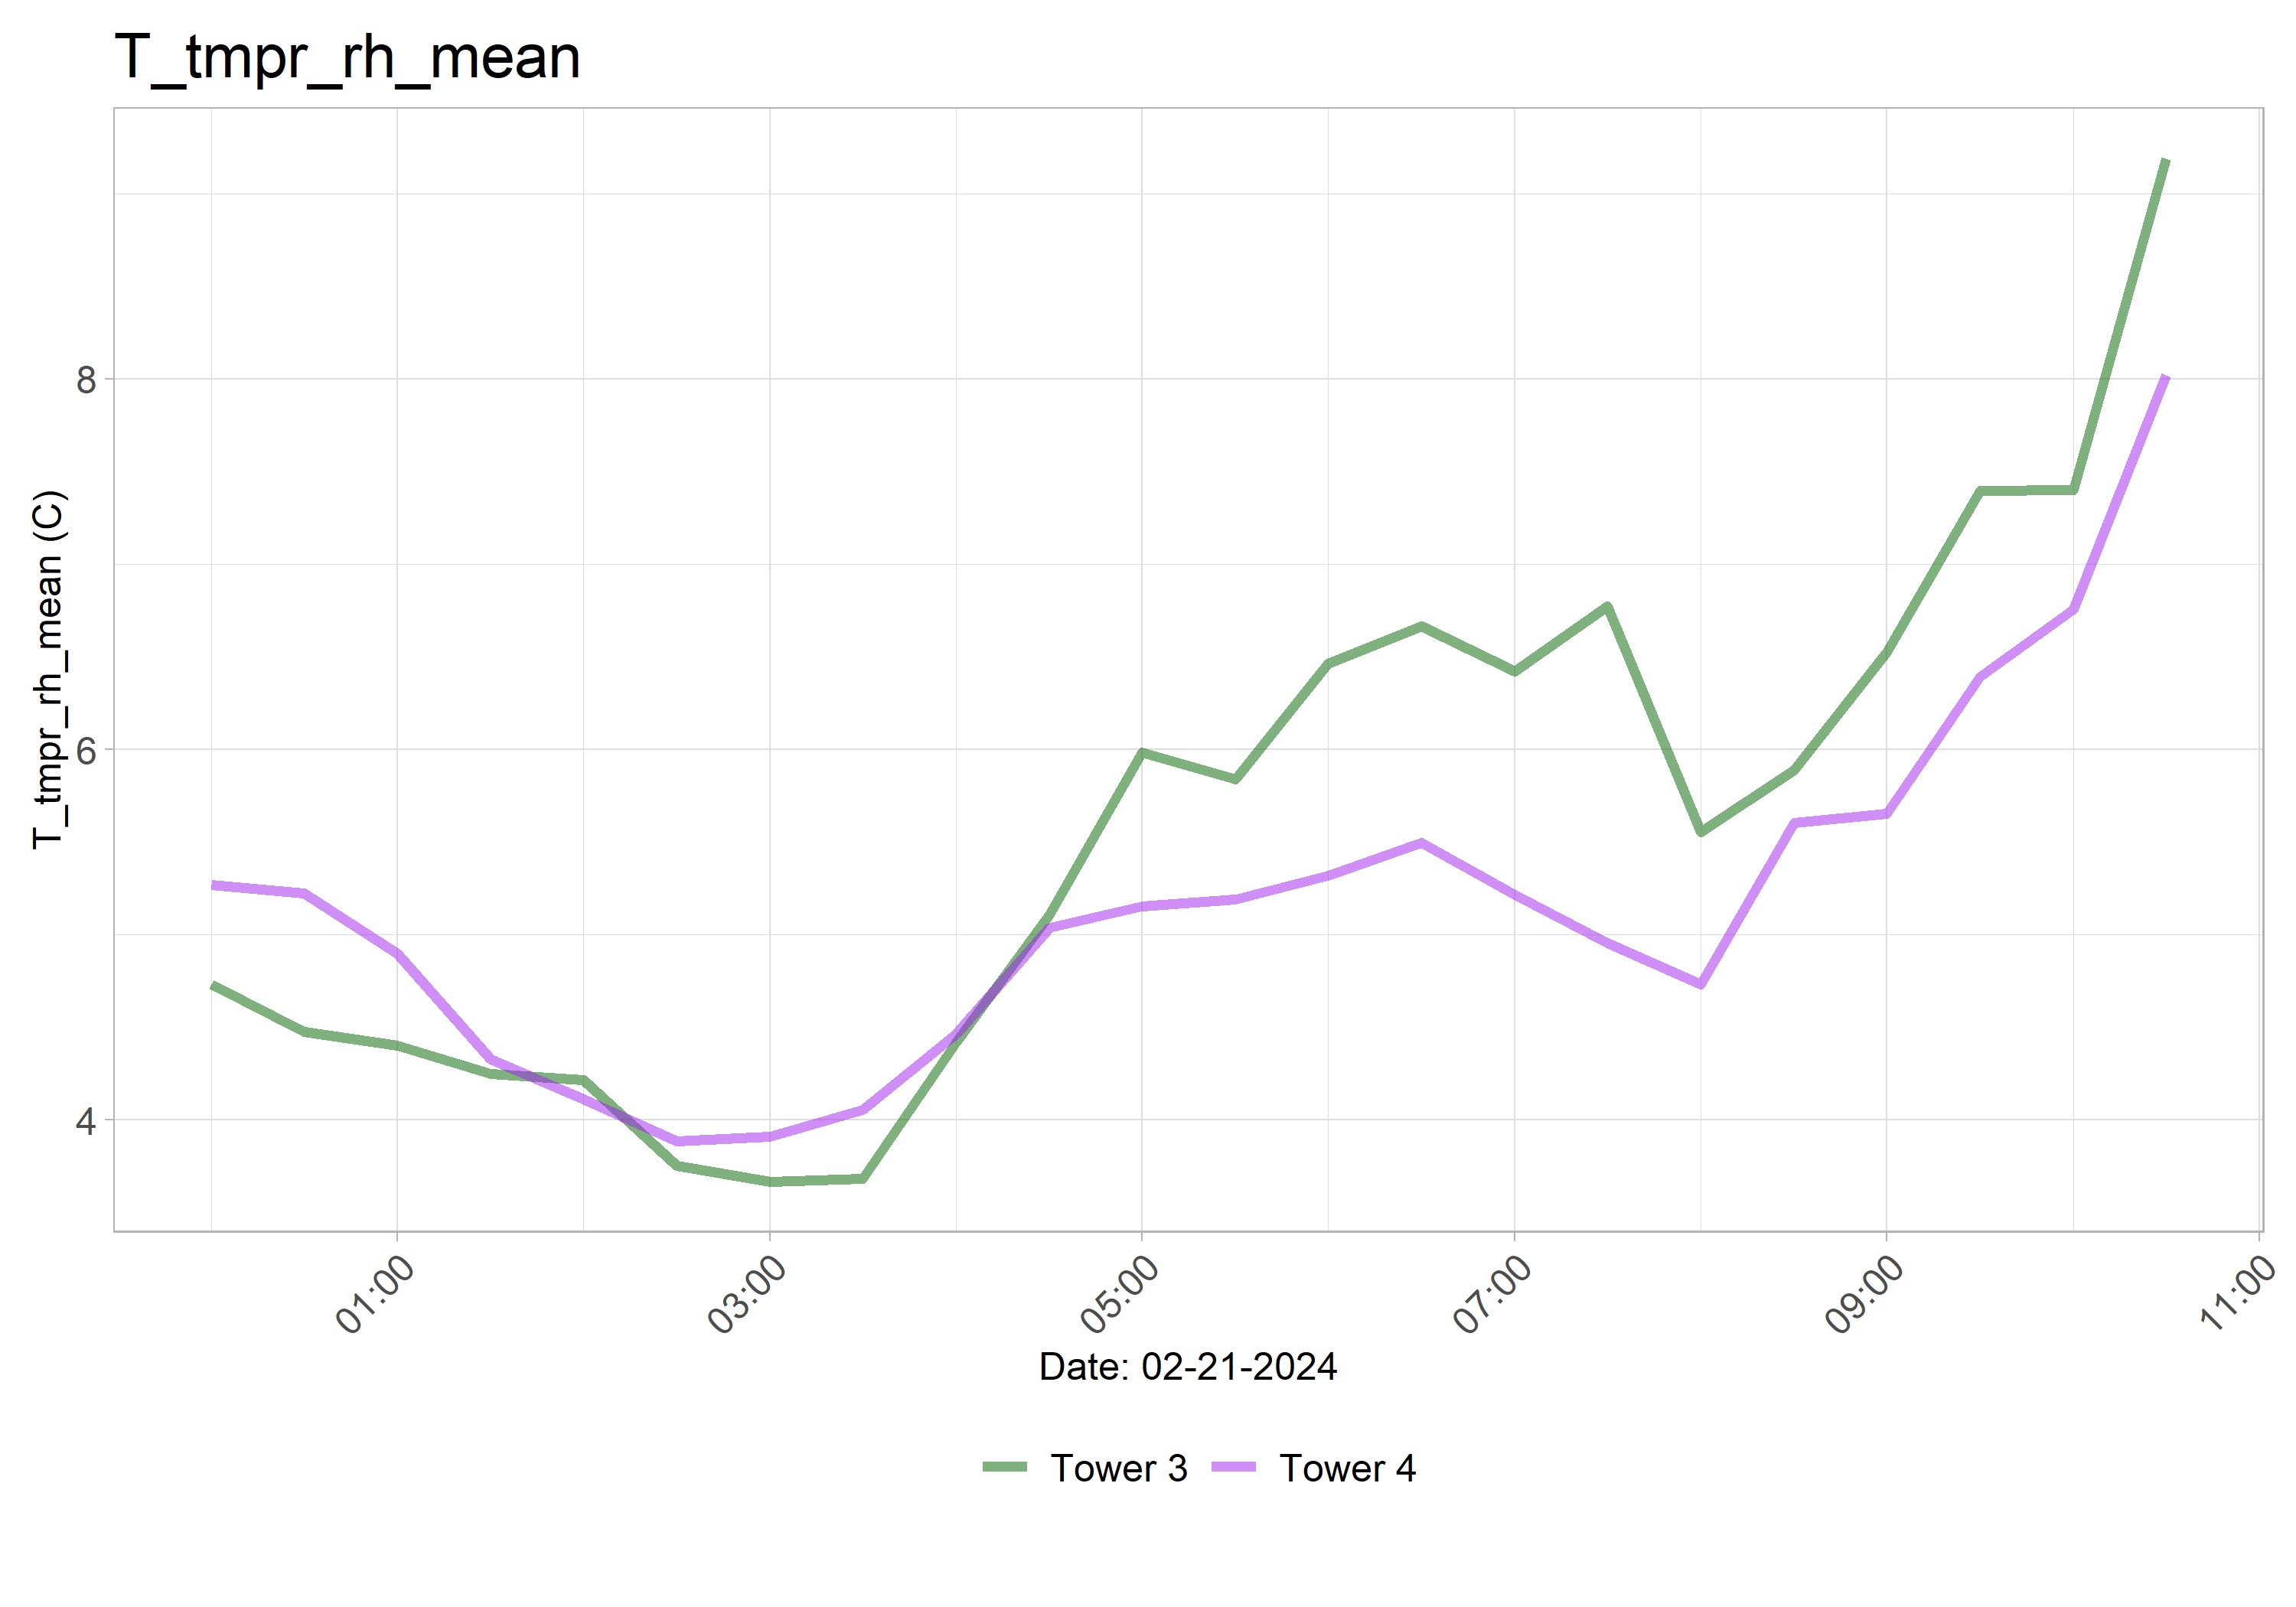 T_tmpr_rh_mean
T_tmpr_rh_mean (C)
8
6
4
01:00 03:00 05:00 07:00 09:00 11:00
Date: 02-21-2024
Tower 3 Tower 4